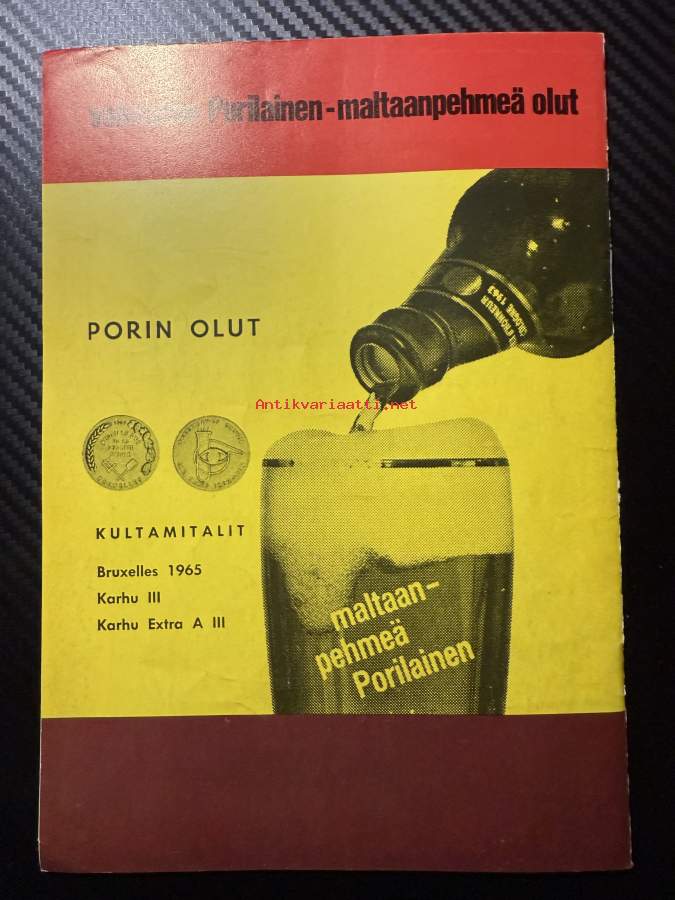 Porilainen-maltaanpehmeä olut
PORIN OLUT
Antikvariaatti.net
KULTAMITALIT
Bruxelles 1965
Karhu III
Karhu Extra A III
maltaan-
pehmeä
Porilainen